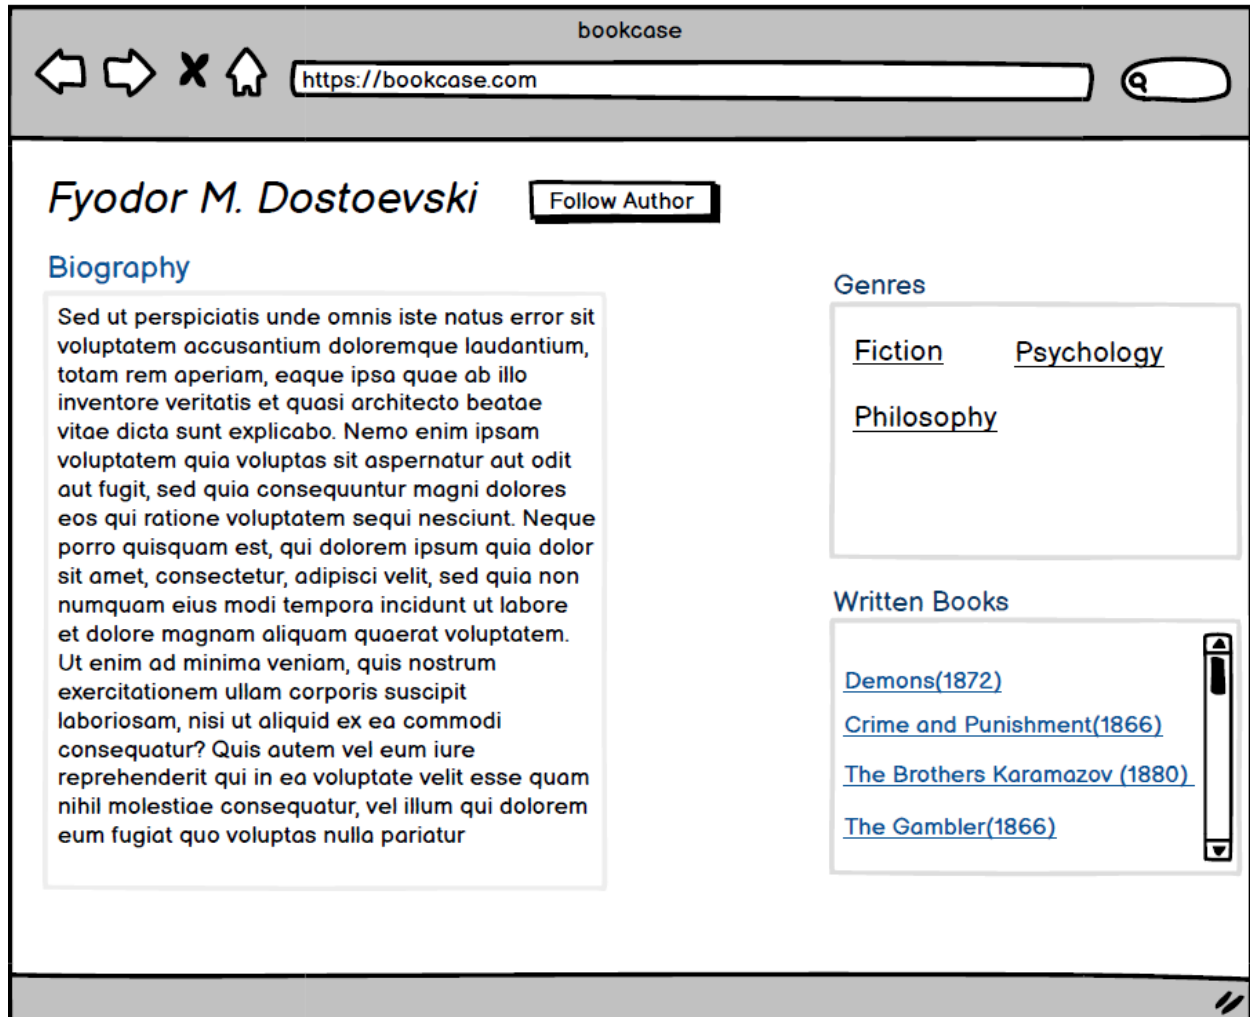 bookcase
https://bookcase.com
Fyodor M. Dostoevski
Follow Author
Biography
Sed ut perspiciatis unde omnis iste natus error sit
voluptatem accusantium doloremque laudantium,
totam rem aperiam, eaque ipsa quae ab illo
inventore veritatis et quasi architecto beatae
vitae dicta sunt explicabo. Nemo enim ipsam
voluptatem quia voluptas sit aspernatur aut odit
aut fugit, sed quia consequuntur magni dolores
eos qui ratione voluptatem sequi nesciunt. Neque
porro quisquam est, qui dolorem ipsum quia dolor
sit amet, consectetur, adipisci velit, sed quia non
numquam eius modi tempora incidunt ut labore
et dolore magnam aliquam quaerat voluptatem.
Ut enim ad minima veniam, quis nostrum
exercitationem ullam corporis suscipit
laboriosam, nisi ut aliquid ex ea commodi
consequatur? Quis autem vel eum iure
reprehenderit qui in ea voluptate velit esse quam
nihil molestiae consequatur, vel illum qui dolorem
eum fugiat quo voluptas nulla pariatur
Genres
Fiction
Psychology
Philosophy
Written Books
Demons(1872)
Crime and Punishment(1866)
The Brothers Karamazov (1880)
The Gambler(1866)